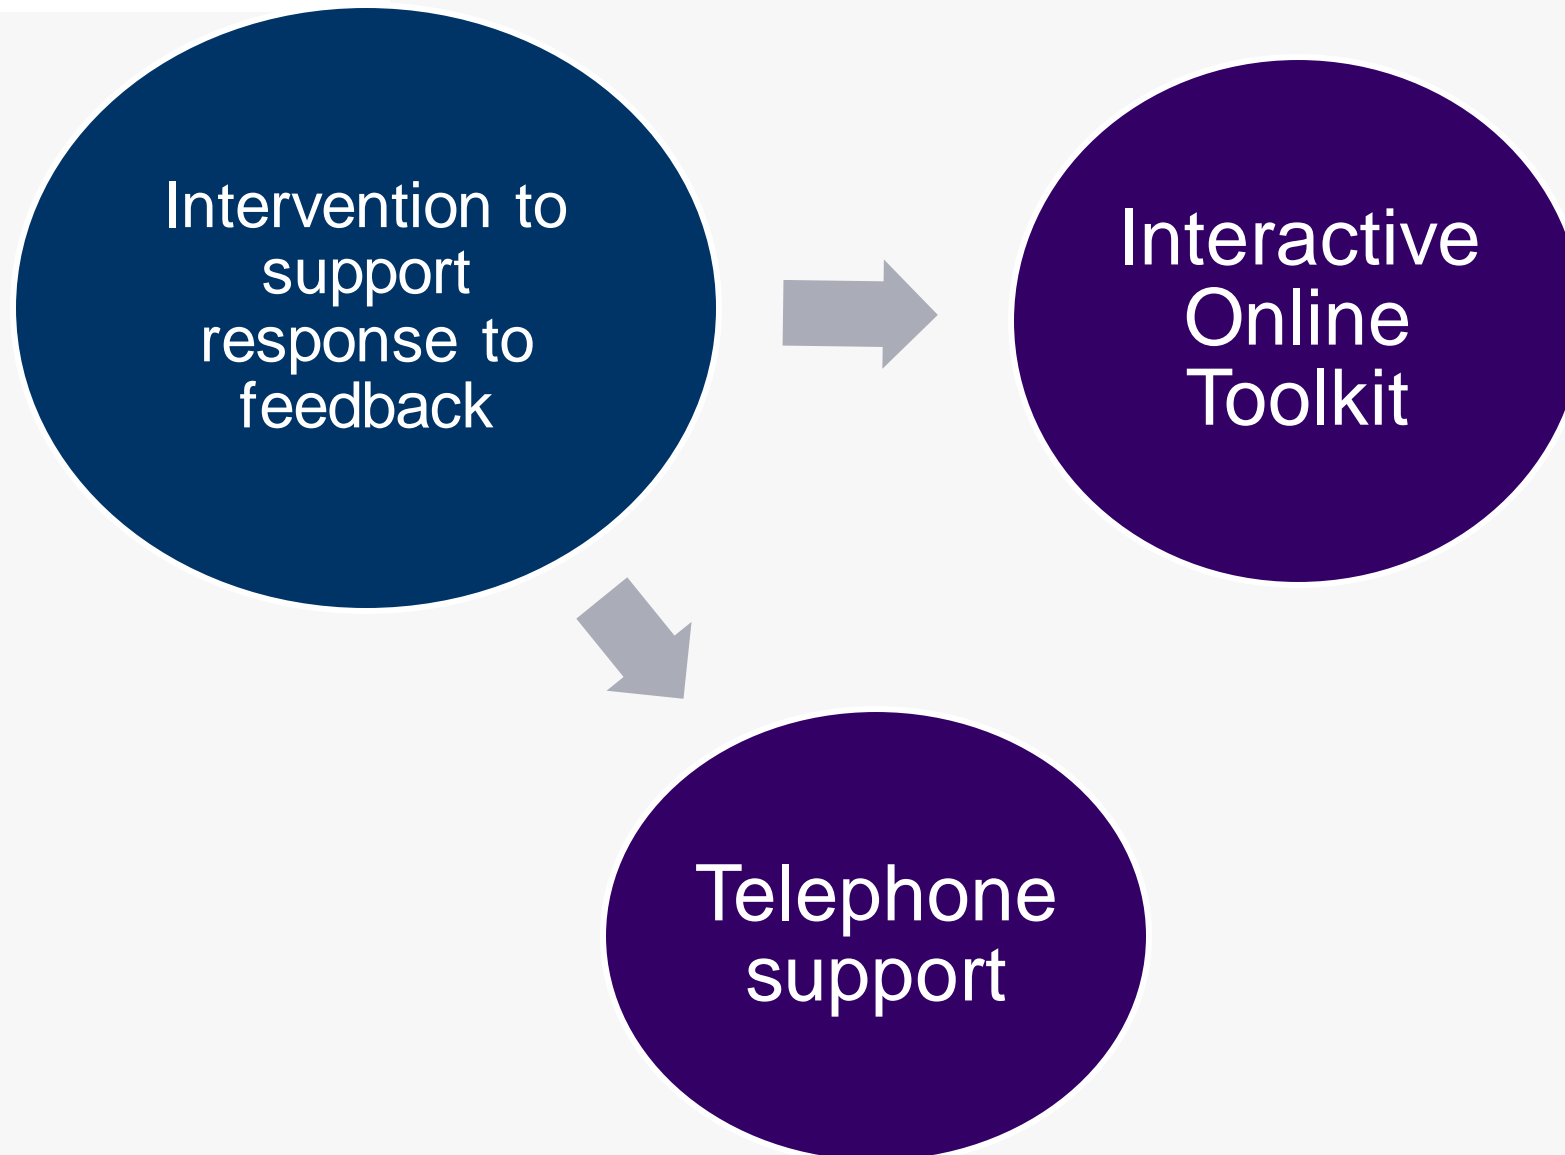 Intervention to
support
response to
feedback
Interactive
Online
Toolkit
Telephone
support